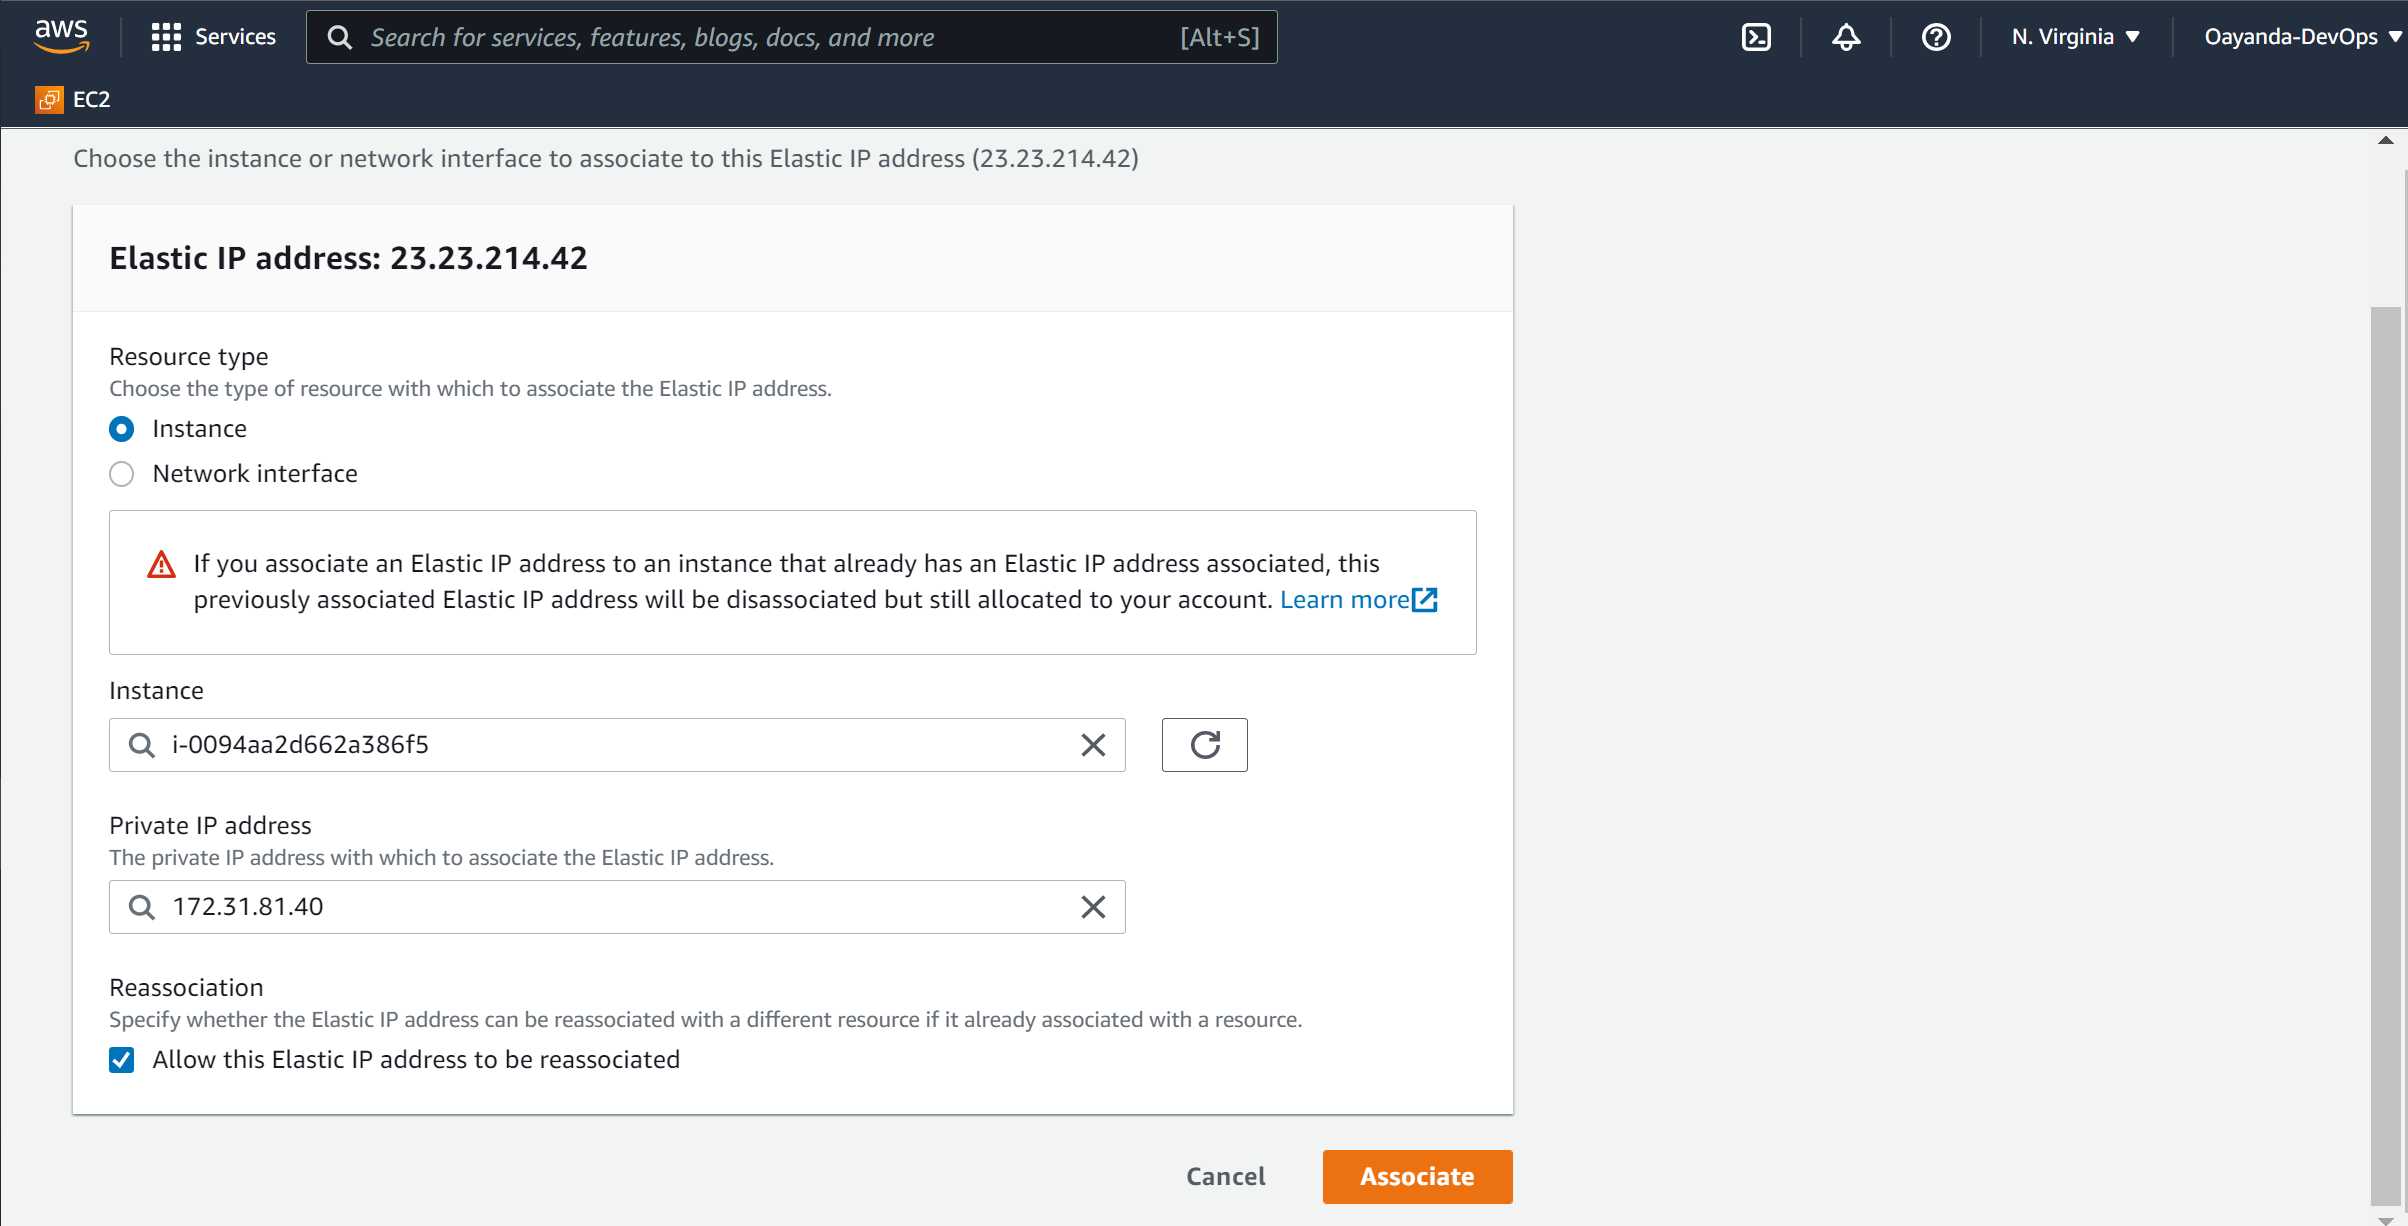 aws Services Search for services, features, blogs, docs, and more [Alt+S] N. Virginia Oayanda-DevOps
EC2
Choose the instance or network interface to associate to this Elastic IP address (23.23.214.42)
Elastic IP address: 23.23.214.42
Resource type
Choose the type of resource with which to associate the Elastic IP address.
Instance
Network interface
If you associate an Elastic IP address to an instance that already has an Elastic IP address associated, this
previously associated Elastic IP address will be disassociated but still allocated to your account. Learn more
Instance
i-0094aa2d662a386f5
Private IP address
The private IP address with which to associate the Elastic IP address.
172.31.81.40
Reassociation
Specify whether the Elastic IP address can be reassociated with a different resource if it already associated with a resource.
Allow this Elastic IP address to be reassociated
Cancel Associate